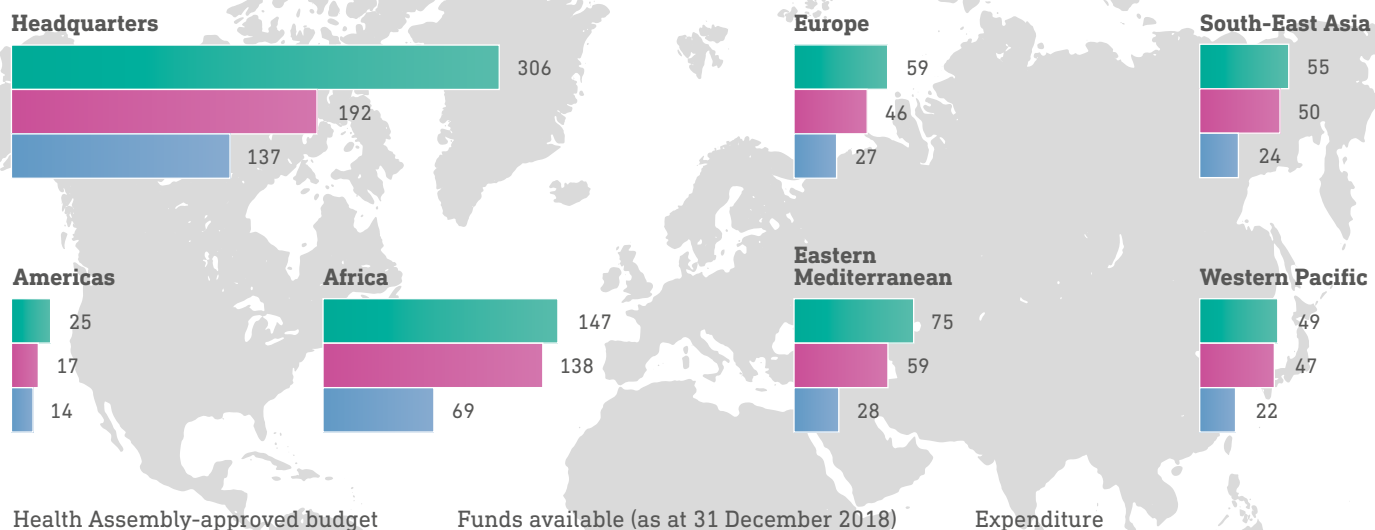 Headquarters
306
192
137
Europe
59
46
27
South-East Asia
55
50
24
Americas
25
17
14
Africa
147
138
69
Eastern
Mediterranean
75
59
28
Western Pacific
49
47
22
Health Assembly-approved budget
Funds available (as at 31 December 2018)
Expenditure